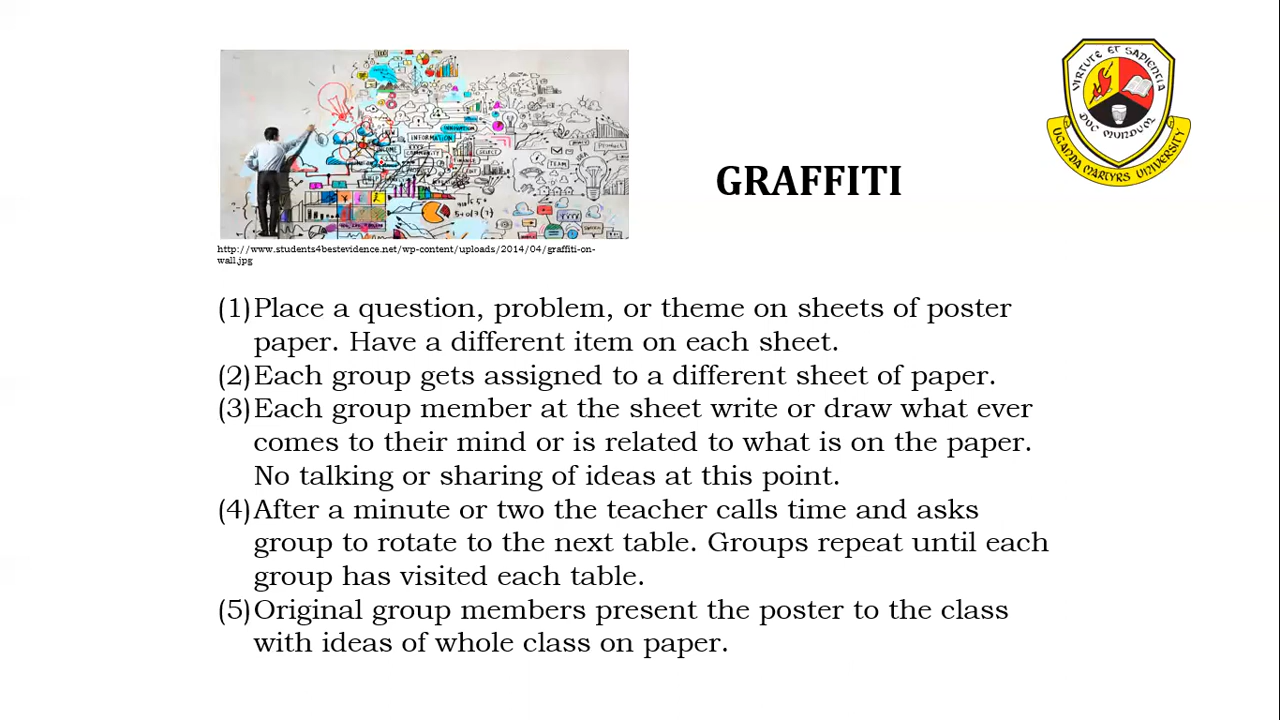 INFORMATION
INNOVATION
COMMUNITY
SELECT
TEAM
Product
VIRTUTE ET SAPIENTIA
DUC MUNDUM
UGANDA MARTYRS UNIVERSITY
GRAFFITI
http://www.students4bestevidence.net/wp-content/uploads/2014/04/graffiti-on-
wall.jpg
(1) Place a question, problem, or theme on sheets of poster
paper. Have a different item on each sheet.
(2) Each group gets assigned to a different sheet of paper.
(3) Each group member at the sheet write or draw what ever
comes to their mind or is related to what is on the paper.
No talking or sharing of ideas at this point.
(4) After a minute or two the teacher calls time and asks
group to rotate to the next table. Groups repeat until each
group has visited each table.
(5) Original group members present the poster to the class
with ideas of whole class on paper.